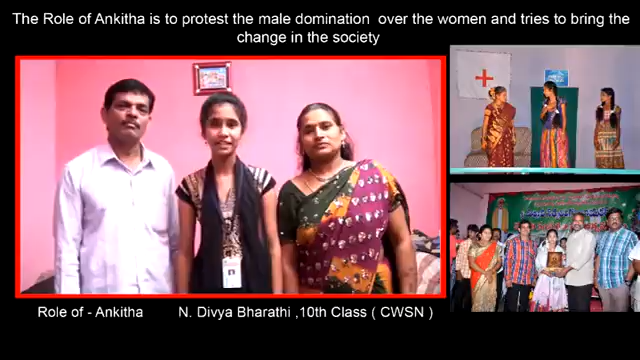 The Role of Ankitha is to protest the male domination over the women and tries to bring the
change in the society
Role of - Ankitha N. Divya Bharathi ,10th Class ( CWSN )